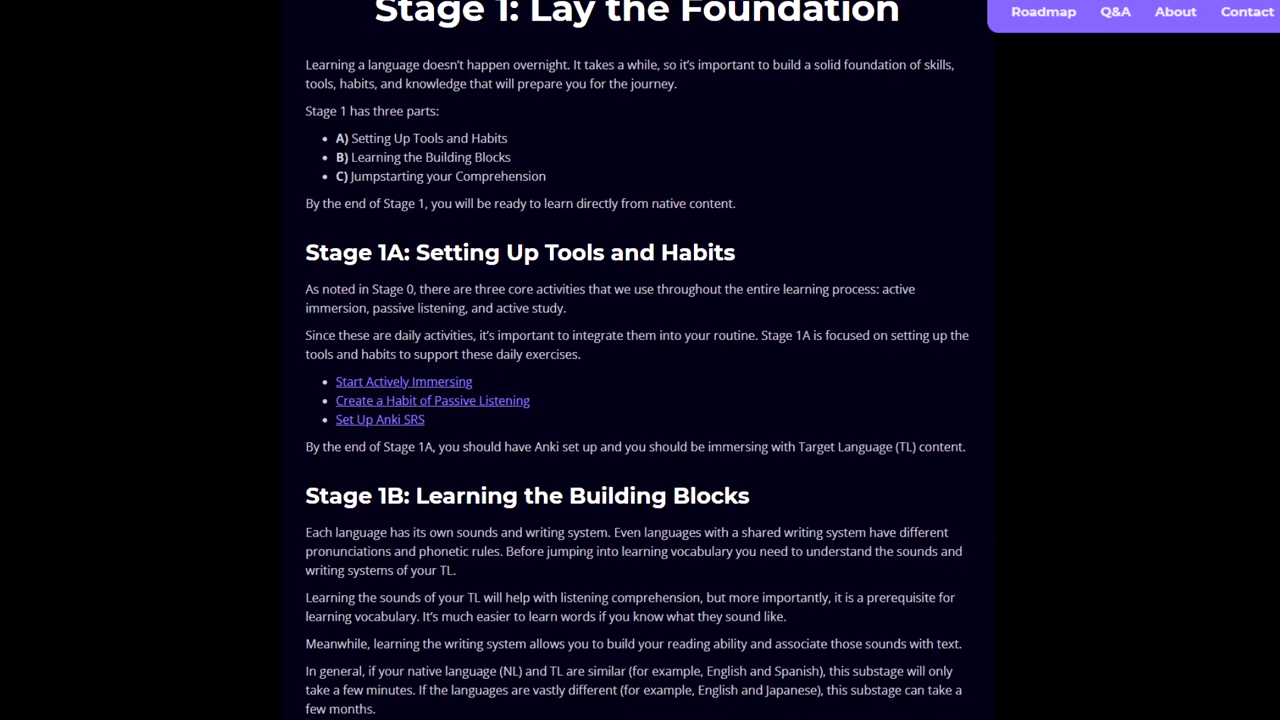 Stage 1: Lay the Foundation
Roadmap Q&A About Contact
Learning a language doesn’t happen overnight. It takes a while, so it’s important to build a solid foundation of skills,
tools, habits, and knowledge that will prepare you for the journey.
Stage 1 has three parts:
• A) Setting Up Tools and Habits
• B) Learning the Building Blocks
• C) Jumpstarting your Comprehension
By the end of Stage 1, you will be ready to learn directly from native content.
Stage 1A: Setting Up Tools and Habits
As noted in Stage 0, there are three core activities that we use throughout the entire learning process: active
immersion, passive listening, and active study.
Since these are daily activities, it’s important to integrate them into your routine. Stage 1A is focused on setting up the
tools and habits to support these daily exercises.
• Start Actively Immersing
• Create a Habit of Passive Listening
• Set Up Anki SRS
By the end of Stage 1A, you should have Anki set up and you should be immersing with Target Language (TL) content.
Stage 1B: Learning the Building Blocks
Each language has its own sounds and writing system. Even languages with a shared writing system have different
pronunciations and phonetic rules. Before jumping into learning vocabulary you need to understand the sounds and
writing systems of your TL.
Learning the sounds of your TL will help with listening comprehension, but more importantly, it is a prerequisite for
learning vocabulary. It’s much easier to learn words if you know what they sound like.
Meanwhile, learning the writing system allows you to build your reading ability and associate those sounds with text.
In general, if your native language (NL) and TL are similar (for example, English and Spanish), this substage will only
take a few minutes. If the languages are vastly different (for example, English and Japanese), this substage can take a
few months.